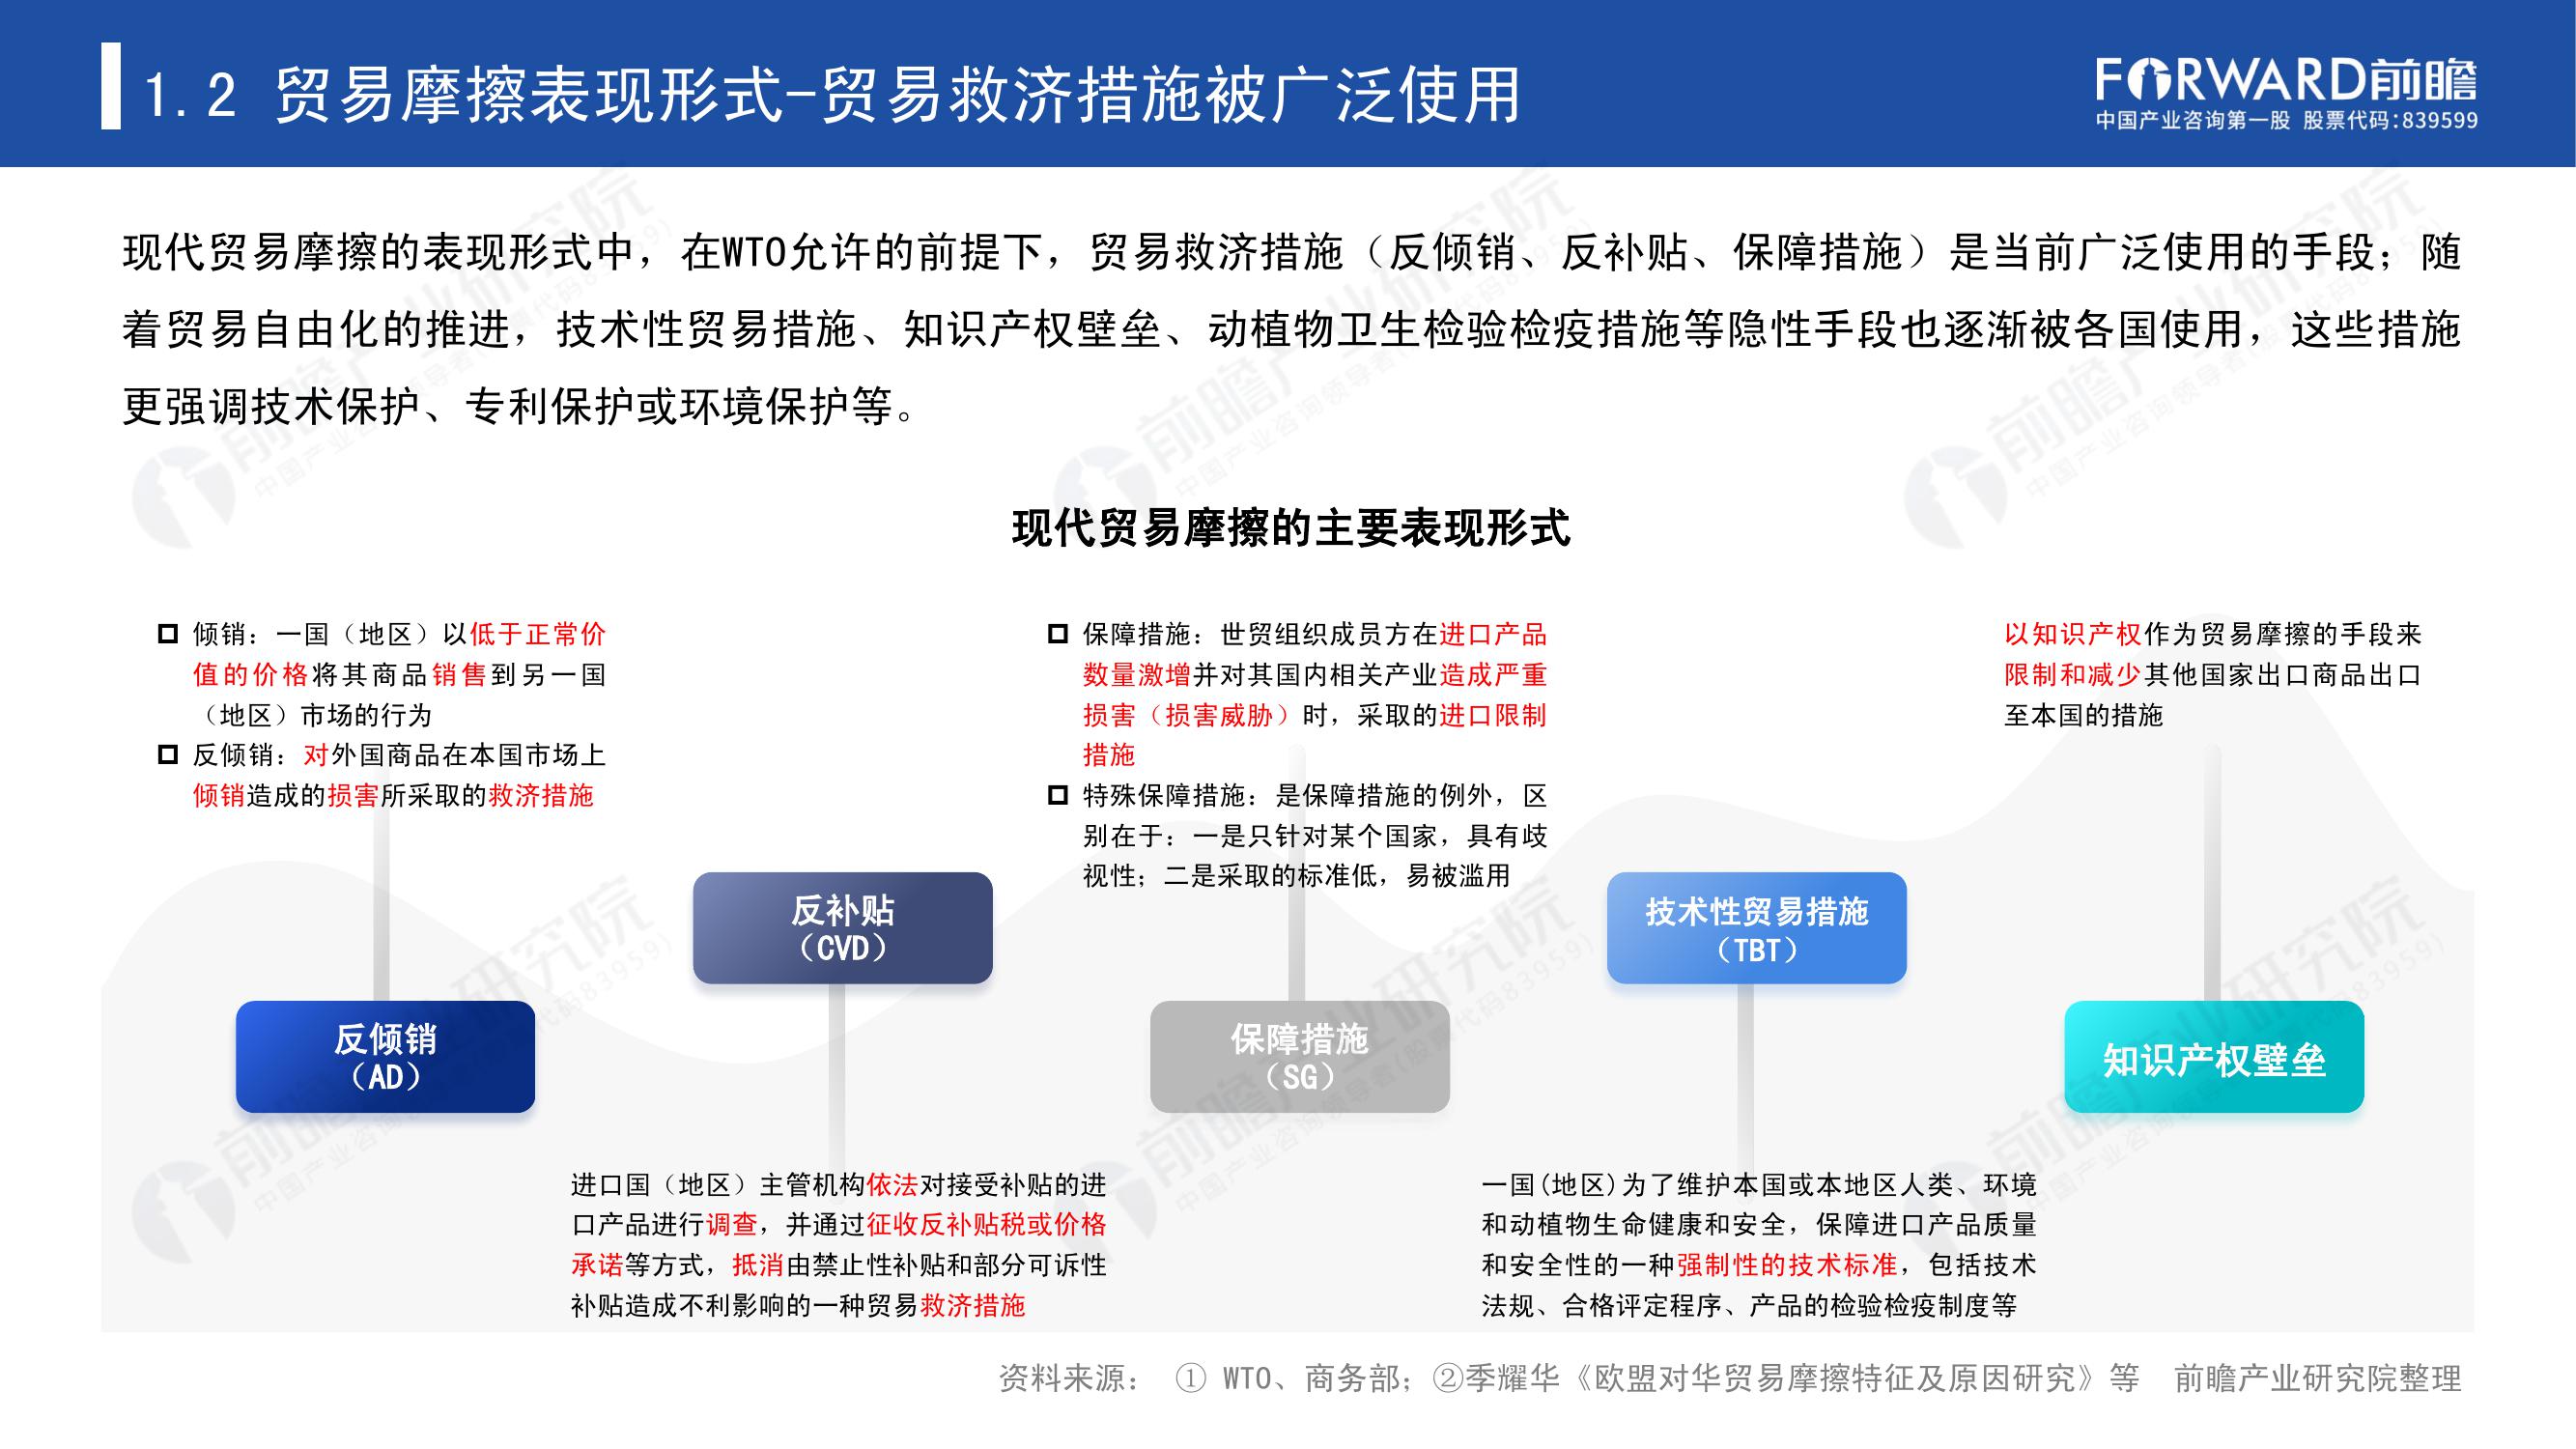 1.2 贸易摩擦表现形式-贸易救济措施被广泛使用
FORWARD前瞻
中国产业咨询第一股 股票代码:839599
现代贸易摩擦的表现形式中，在WTO允许的前提下，贸易救济措施（反倾销、反补贴、保障措施）是当前广泛使用的手段；随
着贸易自由化的推进，技术性贸易措施、知识产权壁垒、动植物卫生检验检疫措施等隐性手段也逐渐被各国使用，这些措施
更强调技术保护、专利保护或环境保护等。
现代贸易摩擦的主要表现形式
倾销：一国（地区）以低于正常价
值的价格将其商品销售到另一国
（地区）市场的行为
反倾销：对外国商品在本国市场上
倾销造成的损害所采取的救济措施
保障措施：世贸组织成员方在进口产品
数量激增并对其国内相关产业造成严重
损害（损害威胁）时，采取的进口限制
措施
特殊保障措施：是保障措施的例外，区
别在于：一是只针对某个国家，具有歧
视性；二是采取的标准低，易被滥用
以知识产权作为贸易摩擦的手段来
限制和减少其他国家出口商品出口
至本国的措施
反补贴
（CVD）
技术性贸易措施
（TBT）
反倾销
（AD）
保障措施
（SG）
知识产权壁垒
进口国（地区）主管机构依法对接受补贴的进
口产品进行调查，并通过征收反补贴税或价格
承诺等方式，抵消由禁止性补贴和部分可诉性
补贴造成不利影响的一种贸易救济措施
一国(地区)为了维护本国或本地区人类、环境
和动植物生命健康和安全，保障进口产品质量
和安全性的一种强制性的技术标准，包括技术
法规、合格评定程序、产品的检验检疫制度等
资料来源： ① WTO、商务部；②季耀华《欧盟对华贸易摩擦特征及原因研究》等 前瞻产业研究院整理